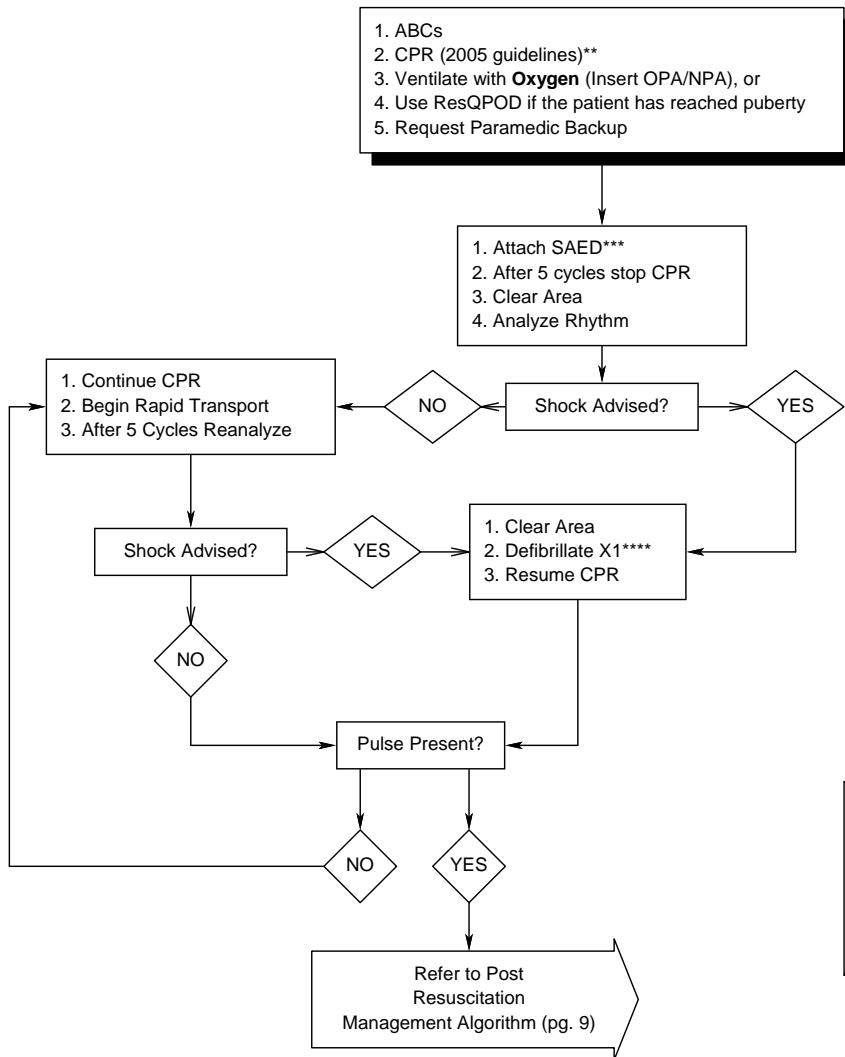 1. ABCs
2. CPR (2005 guidelines)**
3. Ventilate with Oxygen (Insert OPA/NPA), or
4. Use ResQPOD if the patient has reached puberty
5. Request Paramedic Backup
1. Attach SAED***
2. After 5 cycles stop CPR
3. Clear Area
4. Analyze Rhythm
1. Continue CPR
2. Begin Rapid Transport
3. After 5 Cycles Reanalyze
NO
Shock Advised?
YES
Shock Advised?
YES
1. Clear Area
2. Defibrillate X1****
3. Resume CPR
NO
Pulse Present?
NO
YES
Refer to Post
Resuscitation
Management Algorithm (pg. 9)